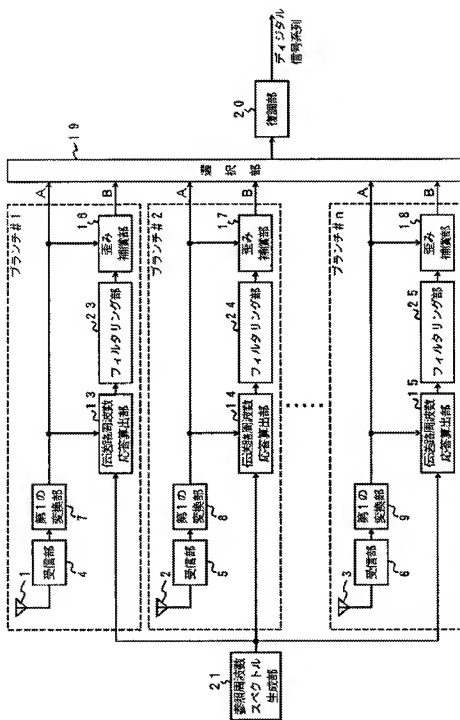 ブランチ#1
1
受信部
4
第1の
変換部
7
伝送路周波数
応答算出部
13
フィルタリング部
23
歪み
補償部
16
A
B
ブランチ#2
2
受信部
5
第1の
変換部
8
伝送路周波数
応答算出部
14
フィルタリング部
24
歪み
補償部
17
A
B
ブランチ#n
3
受信部
6
第1の
変換部
9
伝送路周波数
応答算出部
15
フィルタリング部
25
歪み
補償部
18
A
B
21
参照周波数
スペクトル
生成部
選択部
19
復調部
20
ディジタル
信号系列